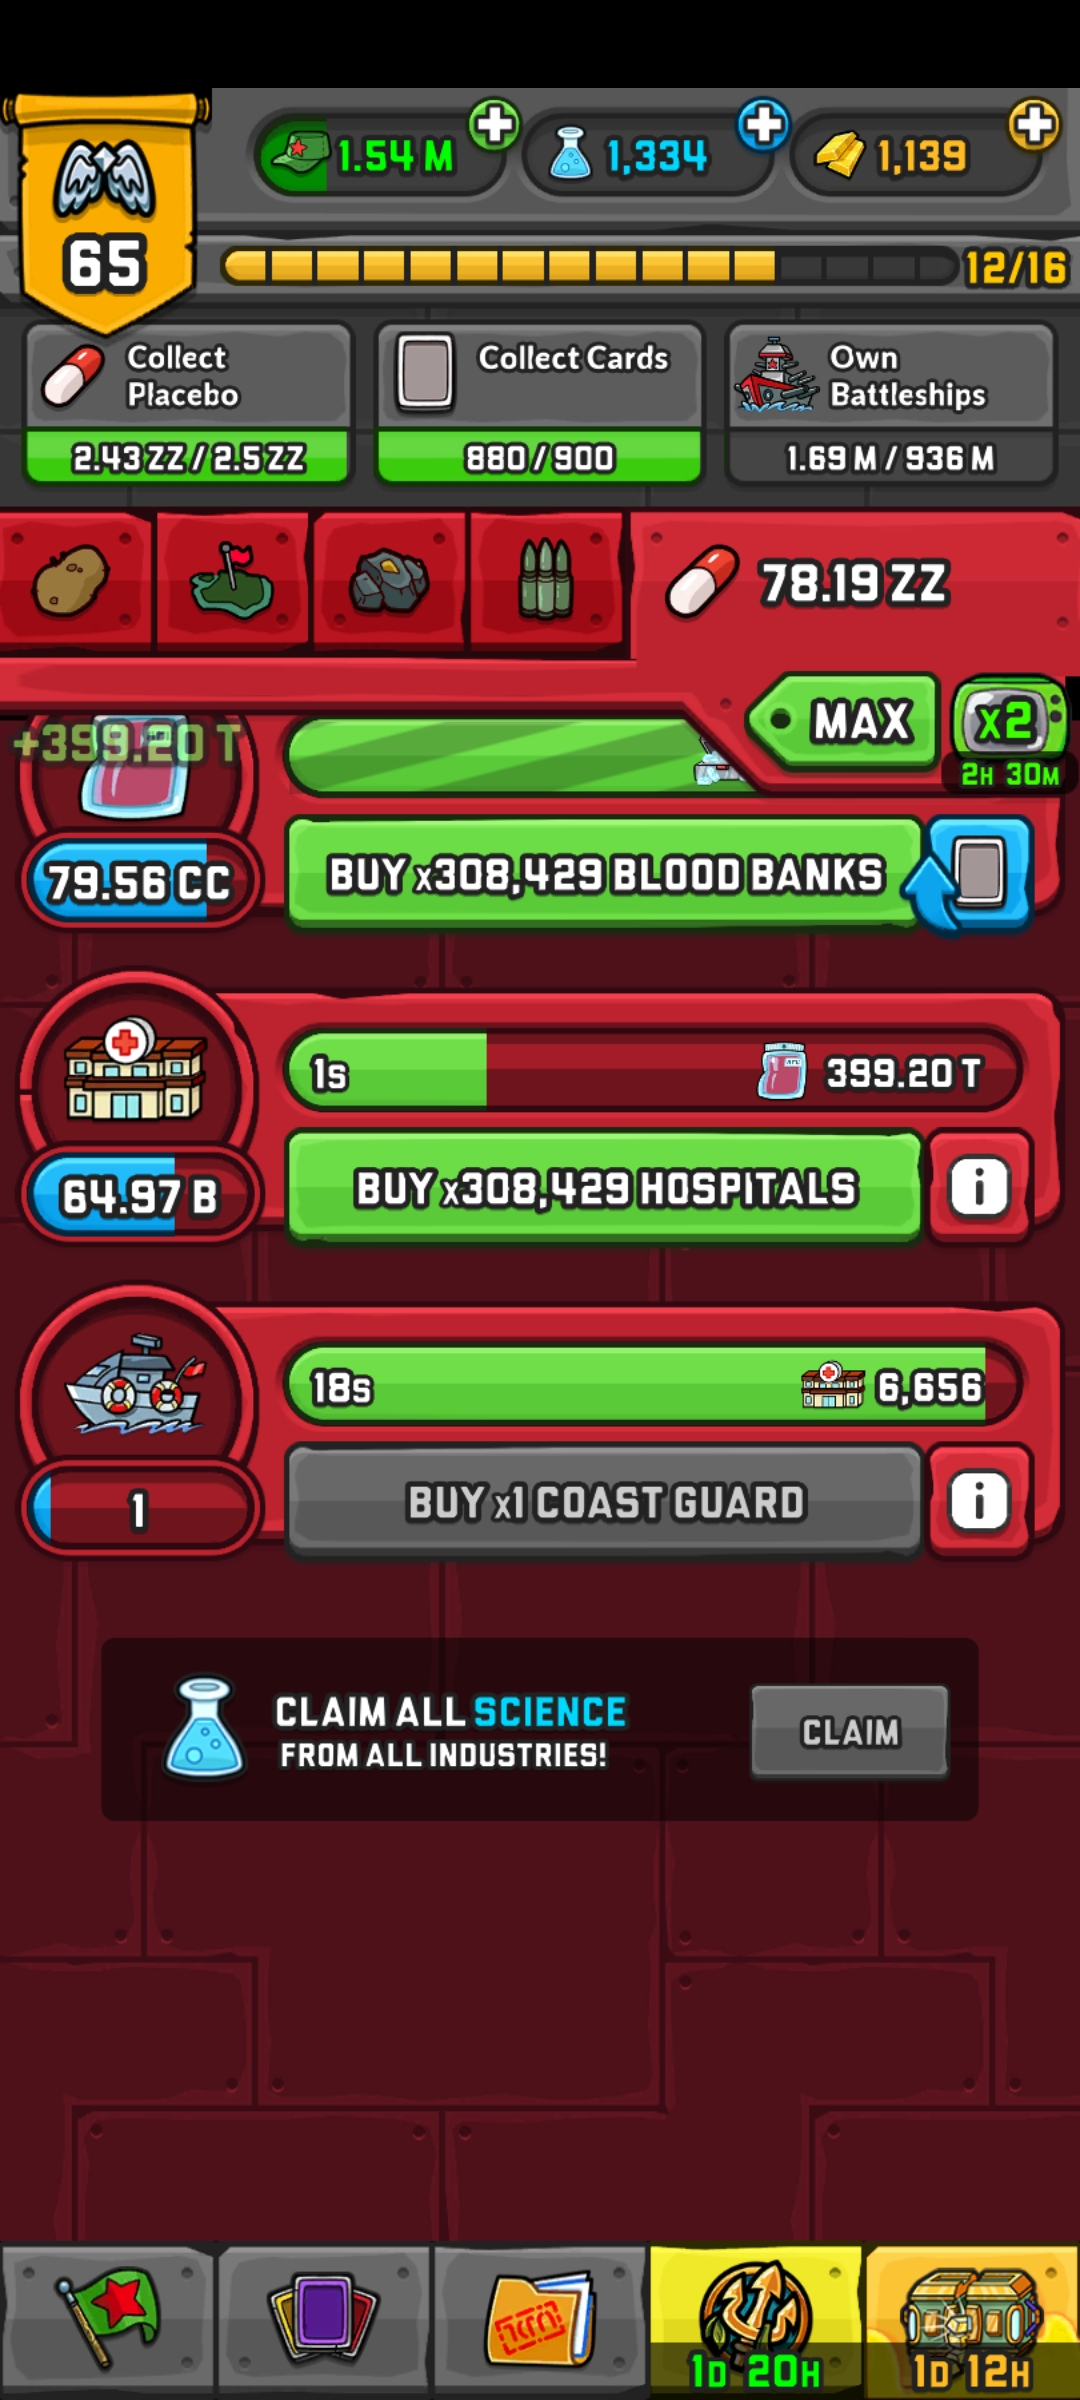 1.54 M
1,334
1,139
65
12/16
Collect
Placebo
2.43 ZZ / 2.5 ZZ
Collect Cards
880 / 900
Own
Battleships
1.69 M / 936 M
78.19 ZZ
MAX
x2
2H 30M
+399.20 T
79.56 CC
BUY x308,429 BLOOD BANKS
1s
399.20 T
64.97 B
BUY x308,429 HOSPITALS
i
18s
6,656
1
BUY x1 COAST GUARD
i
CLAIM ALL SCIENCE
FROM ALL INDUSTRIES!
CLAIM
1D 20H
1D 12H